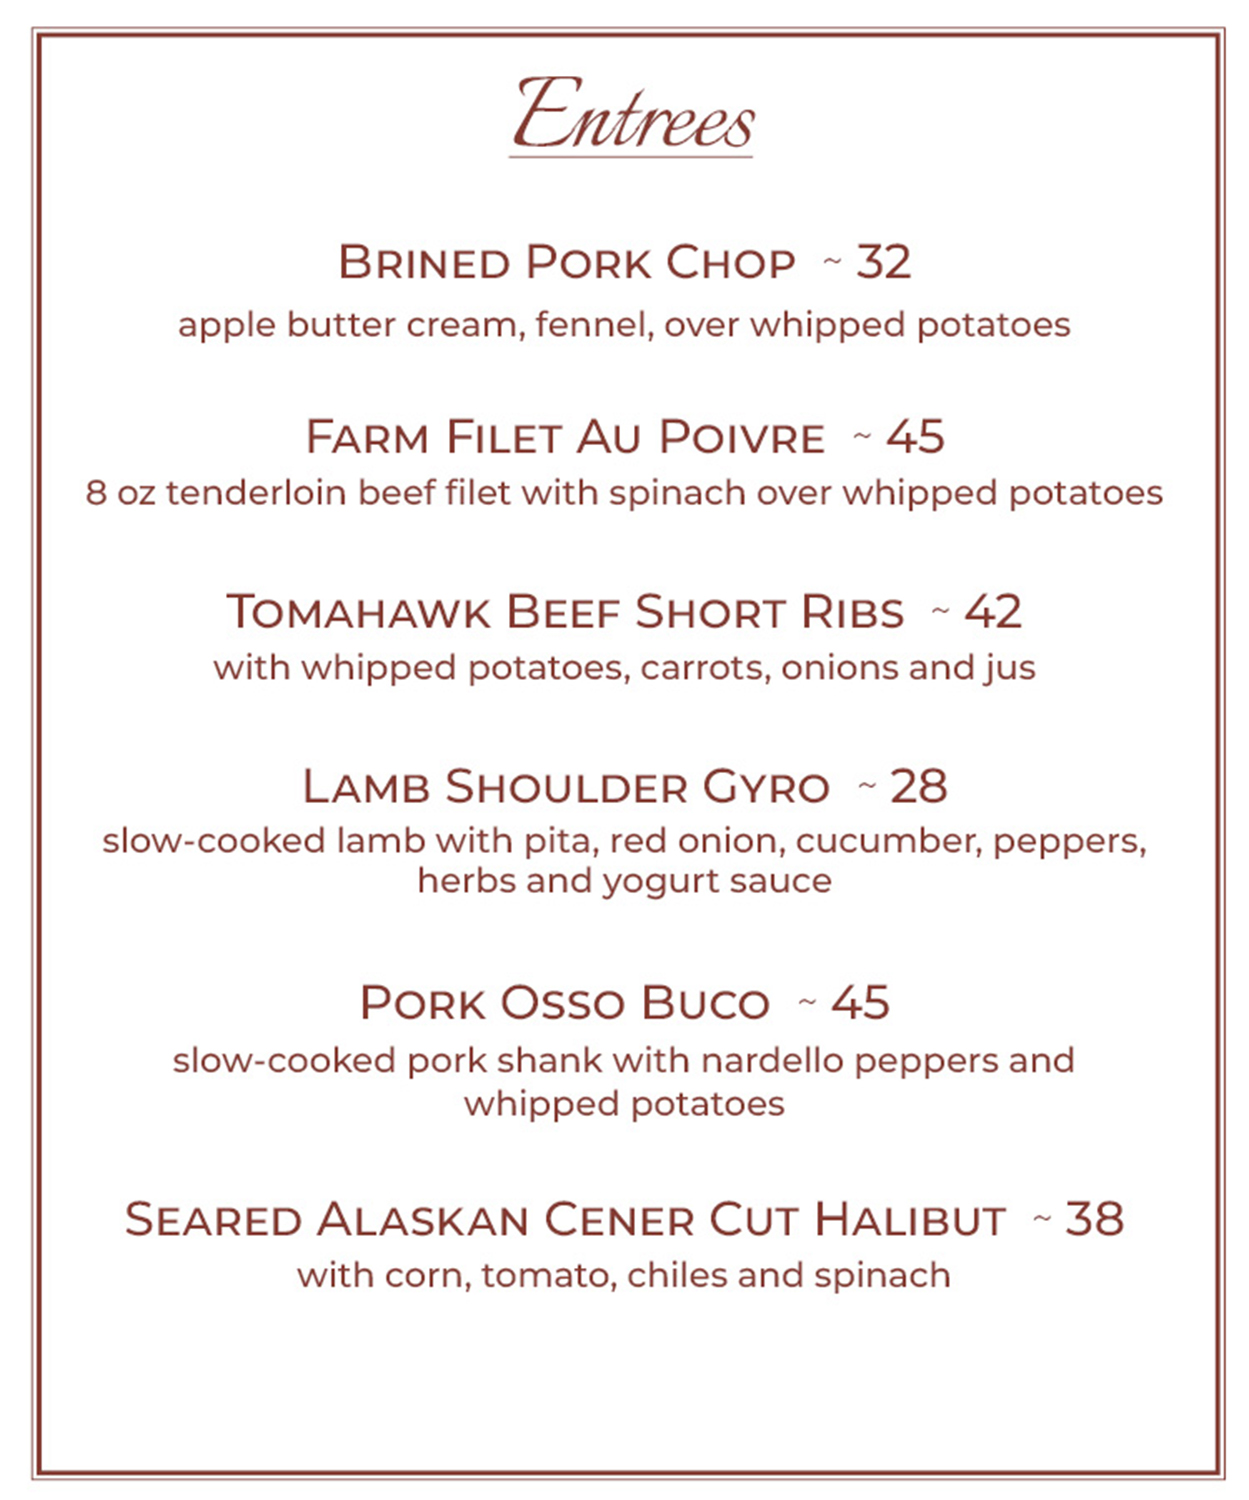 Entrees
Brined Pork Chop ~ 32
apple butter cream, fennel, over whipped potatoes
Farm Filet Au Poivre ~ 45
8 oz tenderloin beef filet with spinach over whipped potatoes
Tomahawk Beef Short Ribs ~ 42
with whipped potatoes, carrots, onions and jus
Lamb Shoulder Gyro ~ 28
slow-cooked lamb with pita, red onion, cucumber, peppers,
herbs and yogurt sauce
Pork Osso Buco ~ 45
slow-cooked pork shank with nardello peppers and
whipped potatoes
Seared Alaskan Cener Cut Halibut ~ 38
with corn, tomato, chiles and spinach